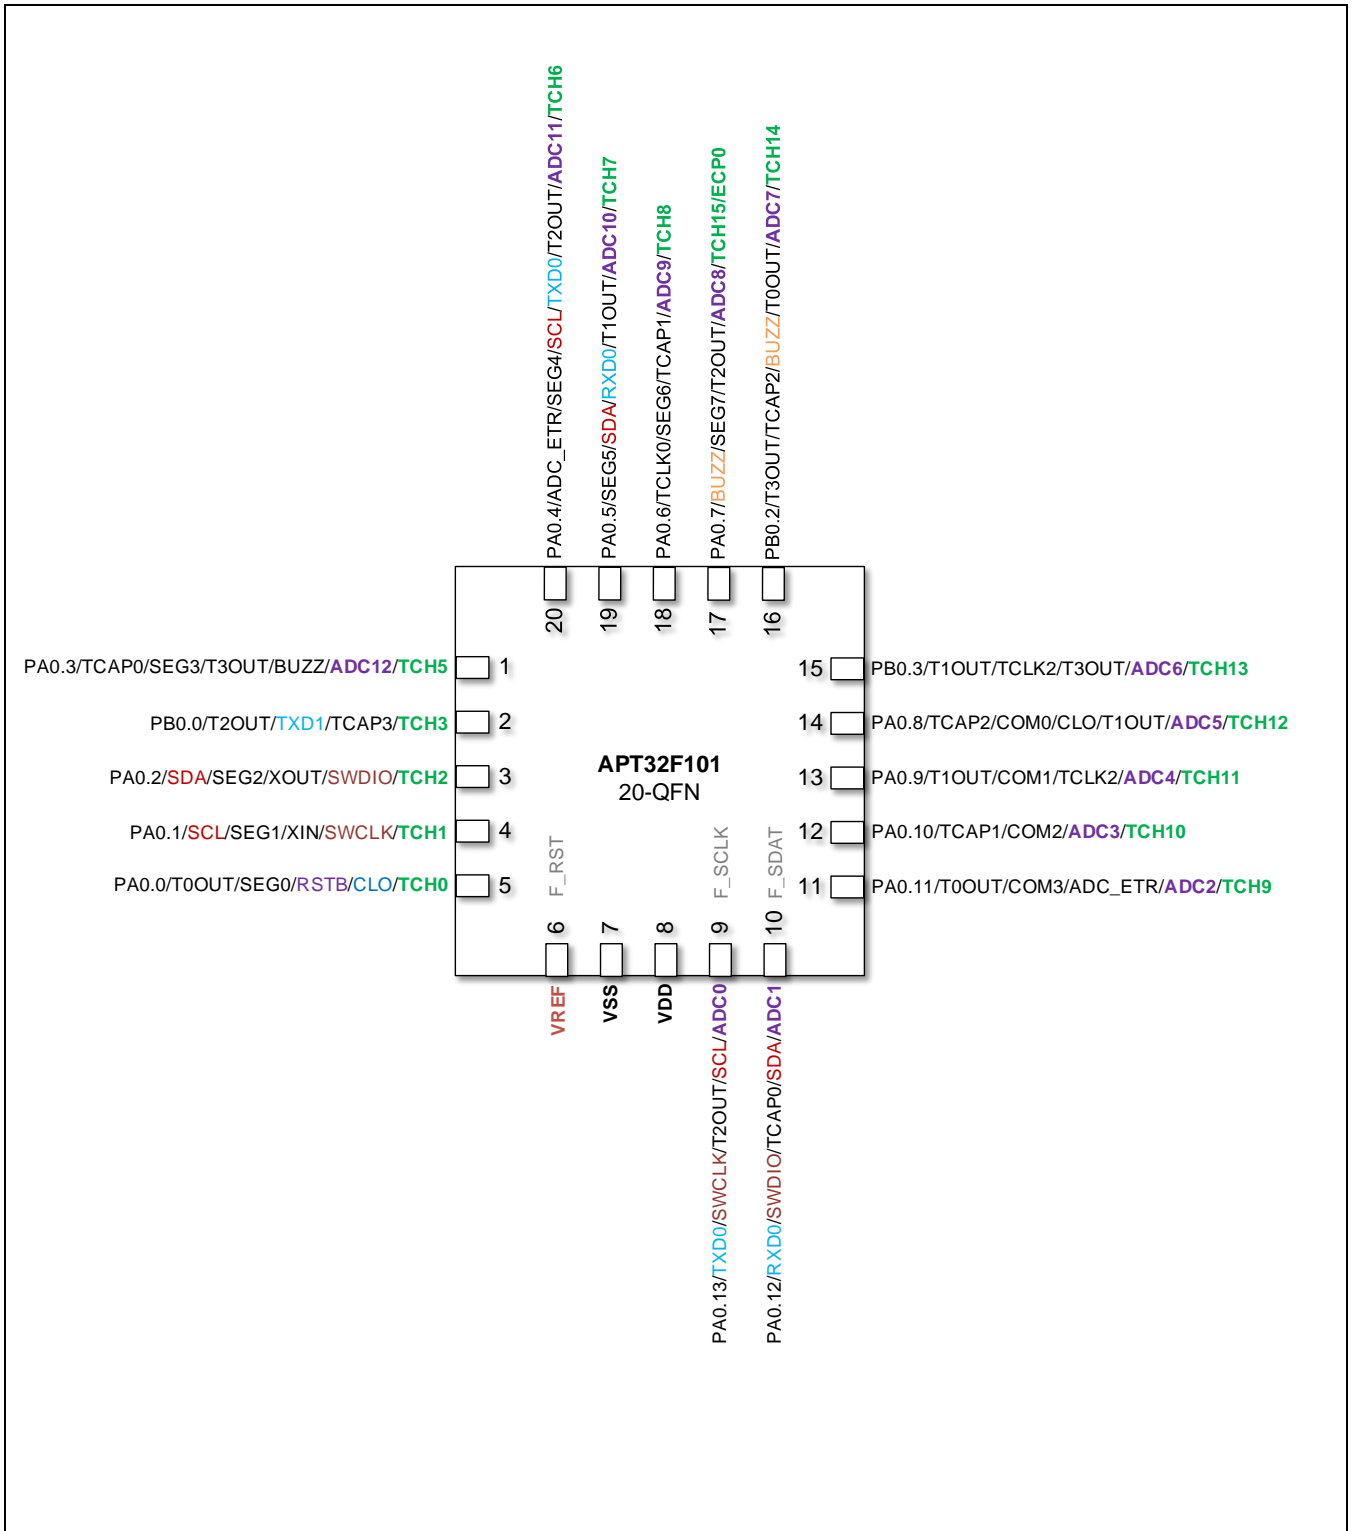 PA0.4/ADC_ETR/SEG4/SCL/TXD0/T2OUT/ADC11/TCH6
PA0.5/SEG5/SDA/RXD0/T1OUT/ADC10/TCH7
PA0.6/TCLK0/SEG6/TCAP1/ADC9/TCH8
PA0.7/BUZZ/SEG7/T2OUT/ADC8/TCH15/ECP0
PB0.2/T3OUT/TCAP2/BUZZ/T0OUT/ADC7/TCH14
20
19
18
17
16
PA0.3/TCAP0/SEG3/T3OUT/BUZZ/ADC12/TCH5
1
15
PB0.3/T1OUT/TCLK2/T3OUT/ADC6/TCH13
PB0.0/T2OUT/TXD1/TCAP3/TCH3
2
14
PA0.8/TCAP2/COM0/CLO/T1OUT/ADC5/TCH12
PA0.2/SDA/SEG2/XOUT/SWDIO/TCH2
3
APT32F101
20-QFN
13
PA0.9/T1OUT/COM1/TCLK2/ADC4/TCH11
PA0.1/SCL/SEG1/XIN/SWCLK/TCH1
4
12
PA0.10/TCAP1/COM2/ADC3/TCH10
PA0.0/T0OUT/SEG0/RSTB/CLO/TCH0
5
11
PA0.11/T0OUT/COM3/ADC_ETR/ADC2/TCH9
F_RST
F_SCLK
F_SDAT
6
7
8
9
10
VREF
VSS
VDD
PA0.13/TXD0/SWCLK/T2OUT/SCL/ADC0
PA0.12/RXD0/SWDIO/TCAP0/SDA/ADC1